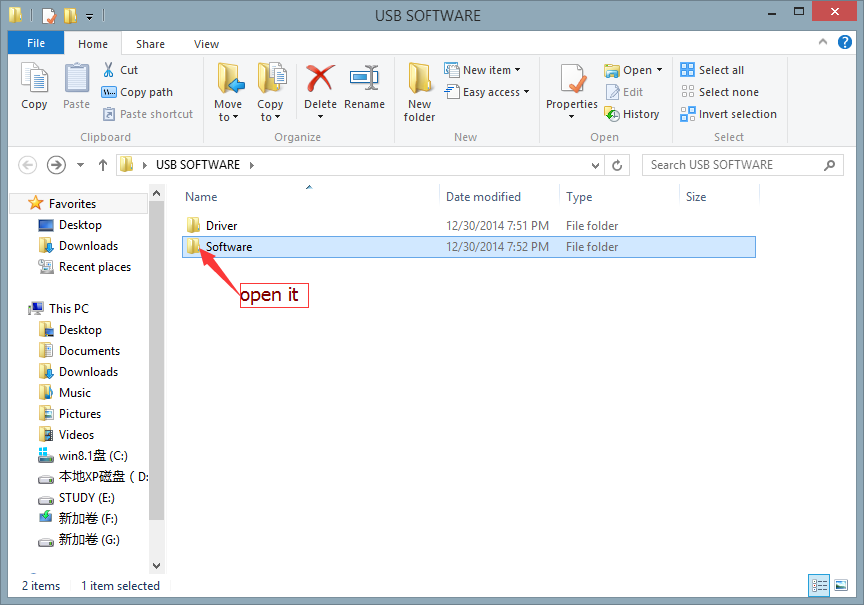 USB SOFTWARE
File
Home
Share
View
Copy
Paste
Cut
Copy path
Paste shortcut
Clipboard
Move
to
Copy
to
Delete
Rename
Organize
New
folder
New item
Easy access
New
Properties
Open
Edit
History
Open
Select all
Select none
Invert selection
Select
USB SOFTWARE
Search USB SOFTWARE
Name
Date modified
Type
Size
Driver 12/30/2014 7:51 PM File folder
Software 12/30/2014 7:52 PM File folder
open it
Favorites
Desktop
Downloads
Recent places
This PC
Desktop
Documents
Downloads
Music
Pictures
Videos
win8.1盘 (C:)
本地XP磁盘 ( D:
STUDY (E:)
新加卷 (F:)
新加卷 (G:)
2 items
1 item selected